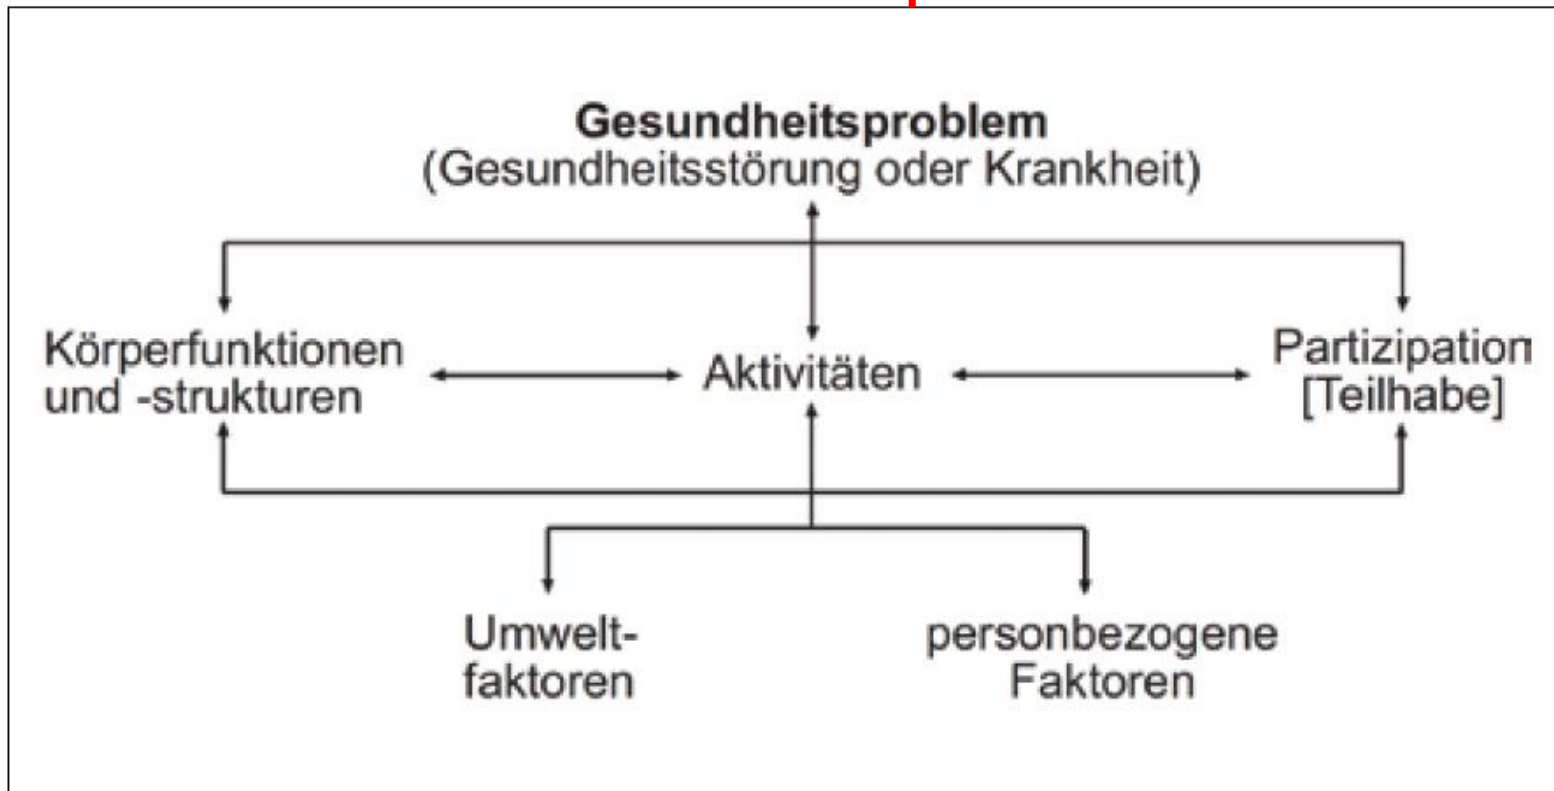 Gesundheitsproblem
(Gesundheitsstörung oder Krankheit)
Körperfunktionen
und -strukturen
Aktivitäten
Partizipation
[Teilhabe]
Umwelt-
faktoren
personbezogene
Faktoren